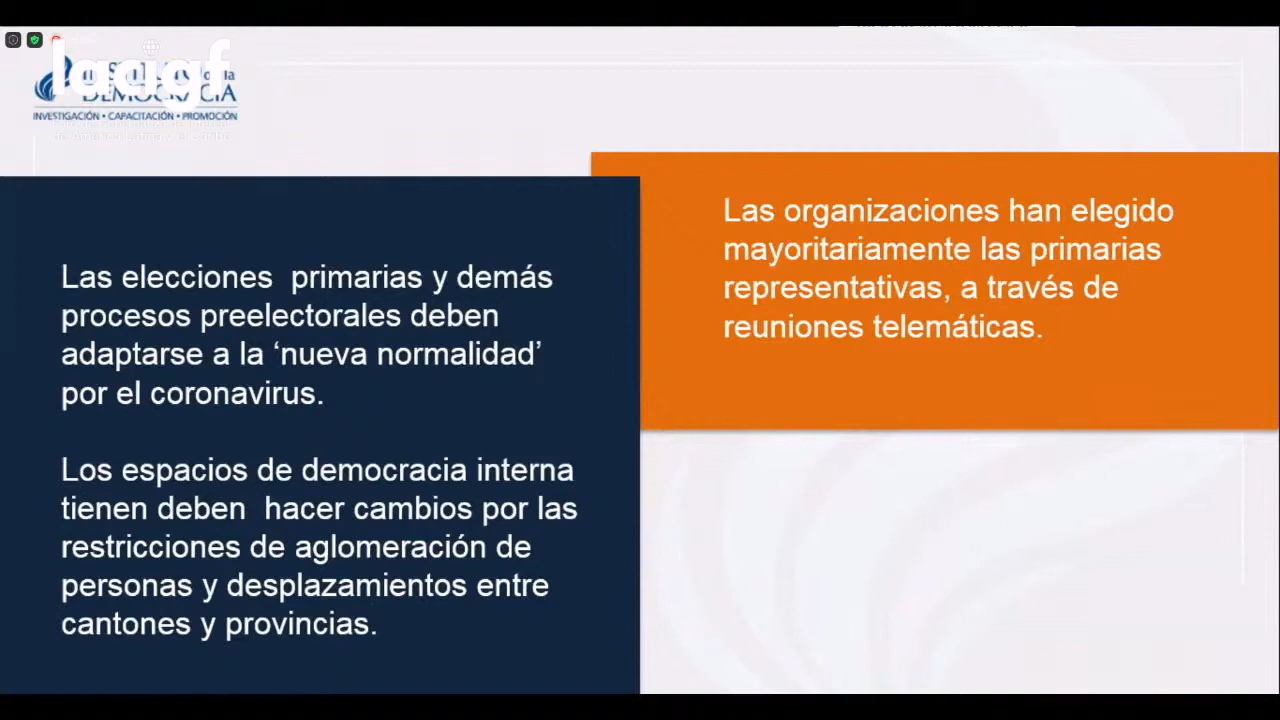 lacigf
DEMOCRACIA
INVESTIGACIÓN • CAPACITACIÓN • PROMOCIÓN
Las elecciones  primarias y demás
procesos preelectorales deben
adaptarse a la ‘nueva normalidad’
por el coronavirus.
Los espacios de democracia interna
tienen deben  hacer cambios por las
restricciones de aglomeración de
personas y desplazamientos entre
cantones y provincias.
Las organizaciones han elegido
mayoritariamente las primarias
representativas, a través de
reuniones telemáticas.